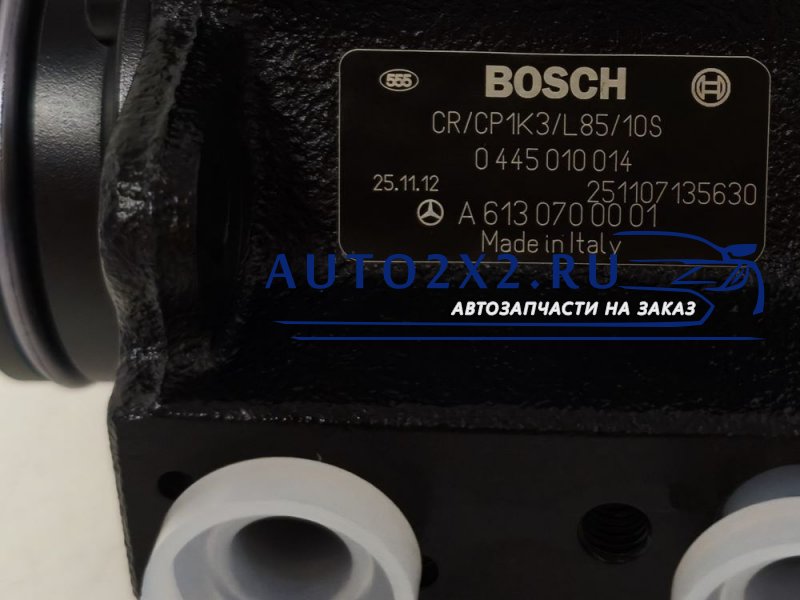 555 BOSCH
CR/CP1K3/L85/10S
0 445 010 014
25.11.12 251107135630
A 613 070 00 01
Made in Italy
AUTO2X2.RU
АВТОЗАПЧАСТИ НА ЗАКАЗ